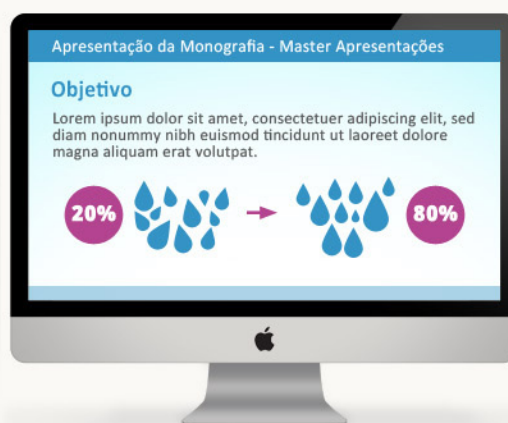 Apresentação da Monografia - Master Apresentações
Objetivo
Lorem ipsum dolor sit amet, consectetuer adipiscing elit, sed
diam nonummy nibh euismod tincidunt ut laoreet dolore
magna aliquam erat volutpat.
20%
80%